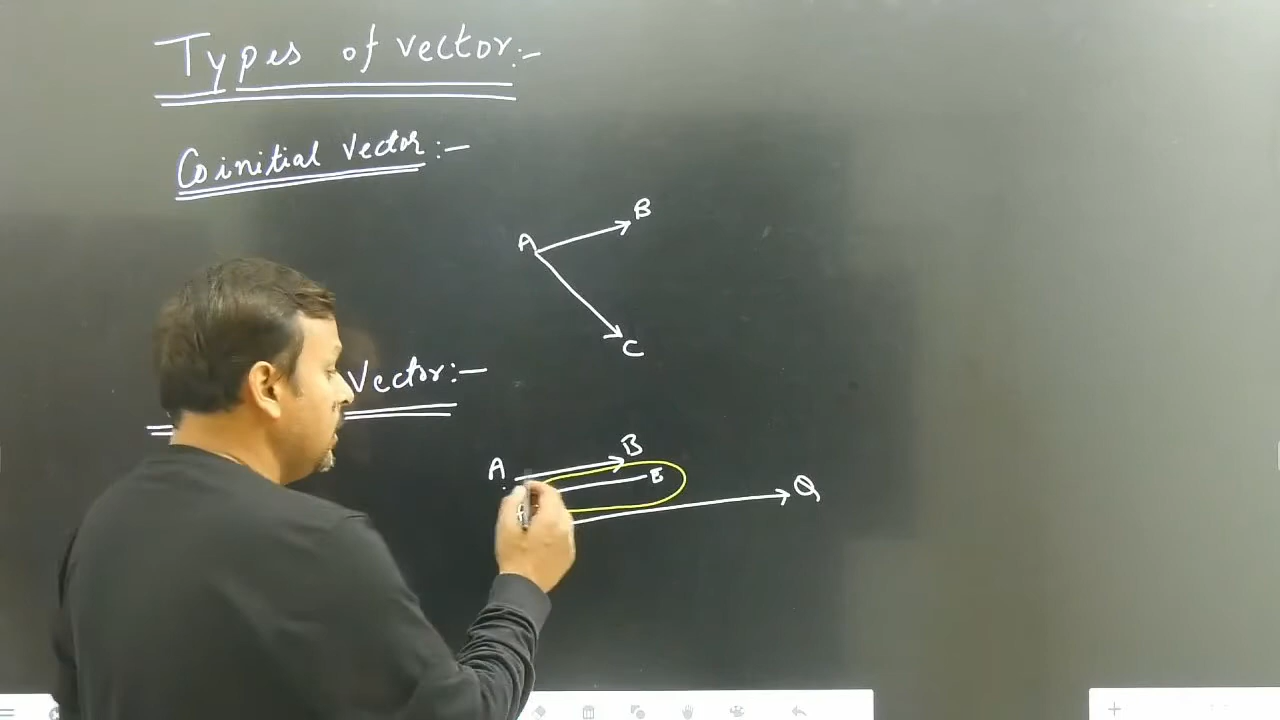 Types of vector:-
Coinitial Vector:-
B
A
C
Vector:-
B
A
E
Q